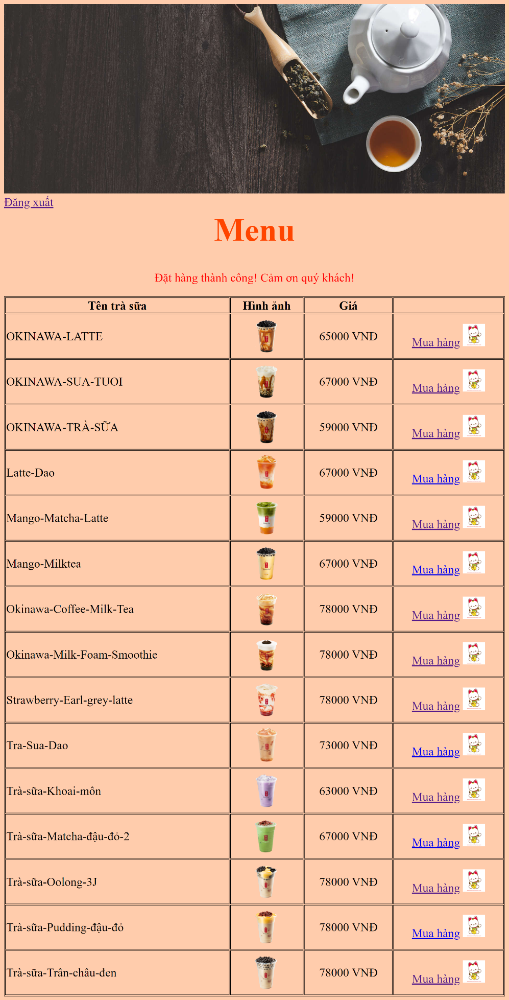 Đăng xuất
Menu
Đặt hàng thành công! Cảm ơn quý khách!
Tên trà sữa Hình ảnh Giá
OKINAWA-LATTE 65000 VNĐ Mua hàng
OKINAWA-SUA-TUOI 67000 VNĐ Mua hàng
OKINAWA-TRÀ-SỮA 59000 VNĐ Mua hàng
Latte-Dao 67000 VNĐ Mua hàng
Mango-Matcha-Latte 59000 VNĐ Mua hàng
Mango-Milktea 67000 VNĐ Mua hàng
Okinawa-Coffee-Milk-Tea 78000 VNĐ Mua hàng
Okinawa-Milk-Foam-Smoothie 78000 VNĐ Mua hàng
Strawberry-Earl-grey-latte 78000 VNĐ Mua hàng
Tra-Sua-Dao 73000 VNĐ Mua hàng
Trà-sữa-Khoai-môn 63000 VNĐ Mua hàng
Trà-sữa-Matcha-đậu-đỏ-2 67000 VNĐ Mua hàng
Trà-sữa-Oolong-3J 78000 VNĐ Mua hàng
Trà-sữa-Pudding-đậu-đỏ 78000 VNĐ Mua hàng
Trà-sữa-Trân-châu-đen 78000 VNĐ Mua hàng